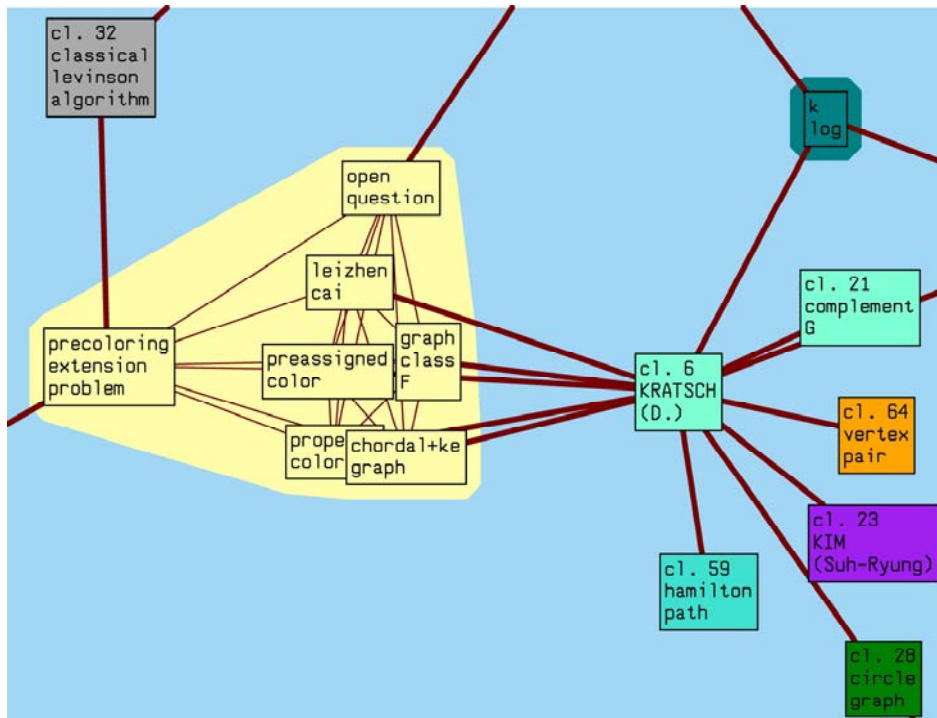 cl. 32
classical
levinson
algorithm
k
log
open
question
leizhen
cai
cl. 21
complement
G
precoloring
extension
problem
preassigned
color
graph
class
F
cl. 6
KRATSCH
(D.)
cl. 64
vertex
pair
prope
color
chordal+ke
graph
cl. 23
KIM
(Suh-Ryung)
cl. 59
hamilton
path
cl. 28
circle
graph